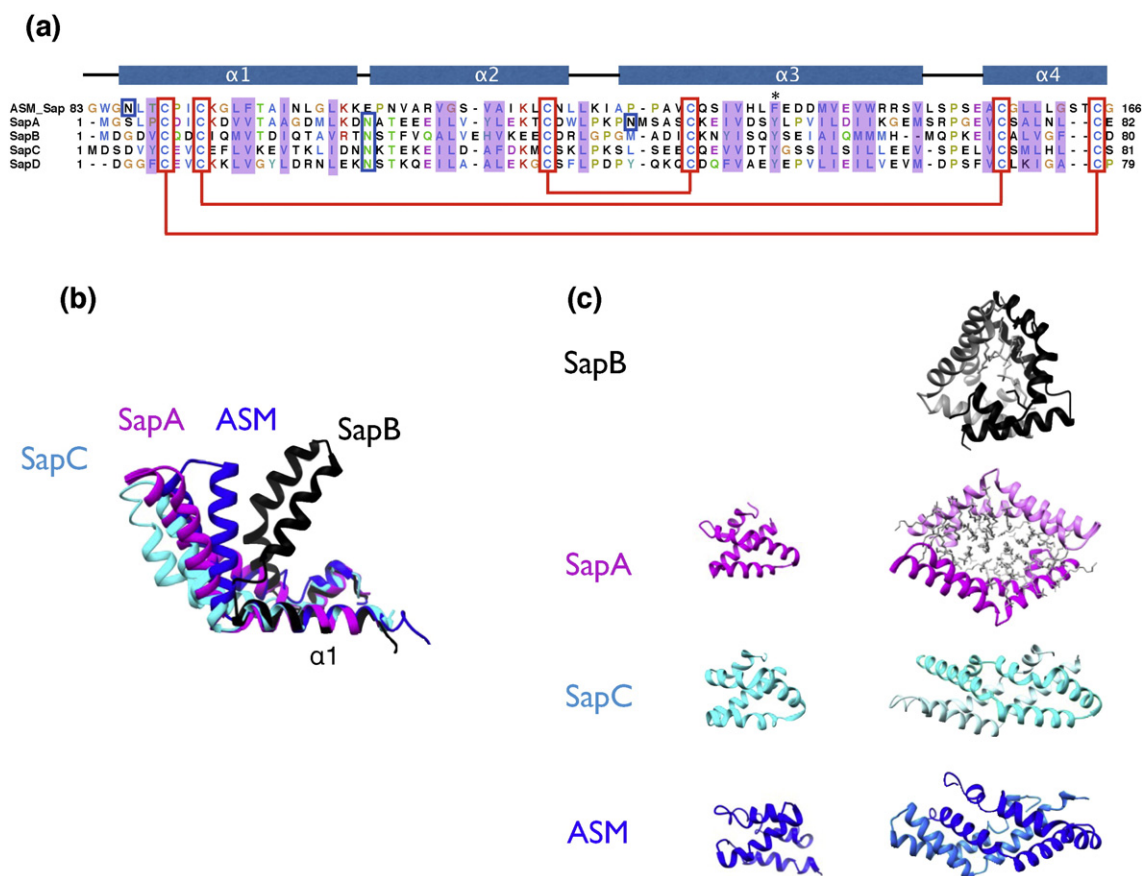 (a)
α1 α2 α3 α4
*
ASM_Sap 83 GWGNLTCPICKGLFTAINLGLKKEPNVARVGS-VAIKLCNLLKIAP-PAVCQSIVHLFEDDMVEVWRRSVLSPSEACGLLLGSTCG 166
SapA 1 -MGSLPCDICKDVVTAAGDMLKDNATEEEILV-YLEKTCDWLPKPNMSASCKEIVDSYLPVILDIIKGEMSRPGEVCSALNL--CE 82
SapB 1 -MDGDVCQDCIQMVTDIQTAVRTNSTFVQALVEHVKEECDRLGPGM-ADICKNYISQYSEIAIQMMMH-MQPKEICALVGF--CD 80
SapC 1 MDSDVYCEVCEFLVKEVTKLIDNNKTEKEILD-AFDKMCSKLPKSL-SEECQEVVDTYGSSILSILLEEV-SPELVCSMLHL--CS 81
SapD 1 --DGGFCEVCKKLVGYLDRNLEKNSTKQEILA-ALEKGCSFLPDPY-QKQCDQFVAEYEPVLIEILVEVM-DPSFVCLKIGA--CP 79
(b)
SapA ASM
SapC
SapB
α1
(c)
SapB
SapA
SapC
ASM